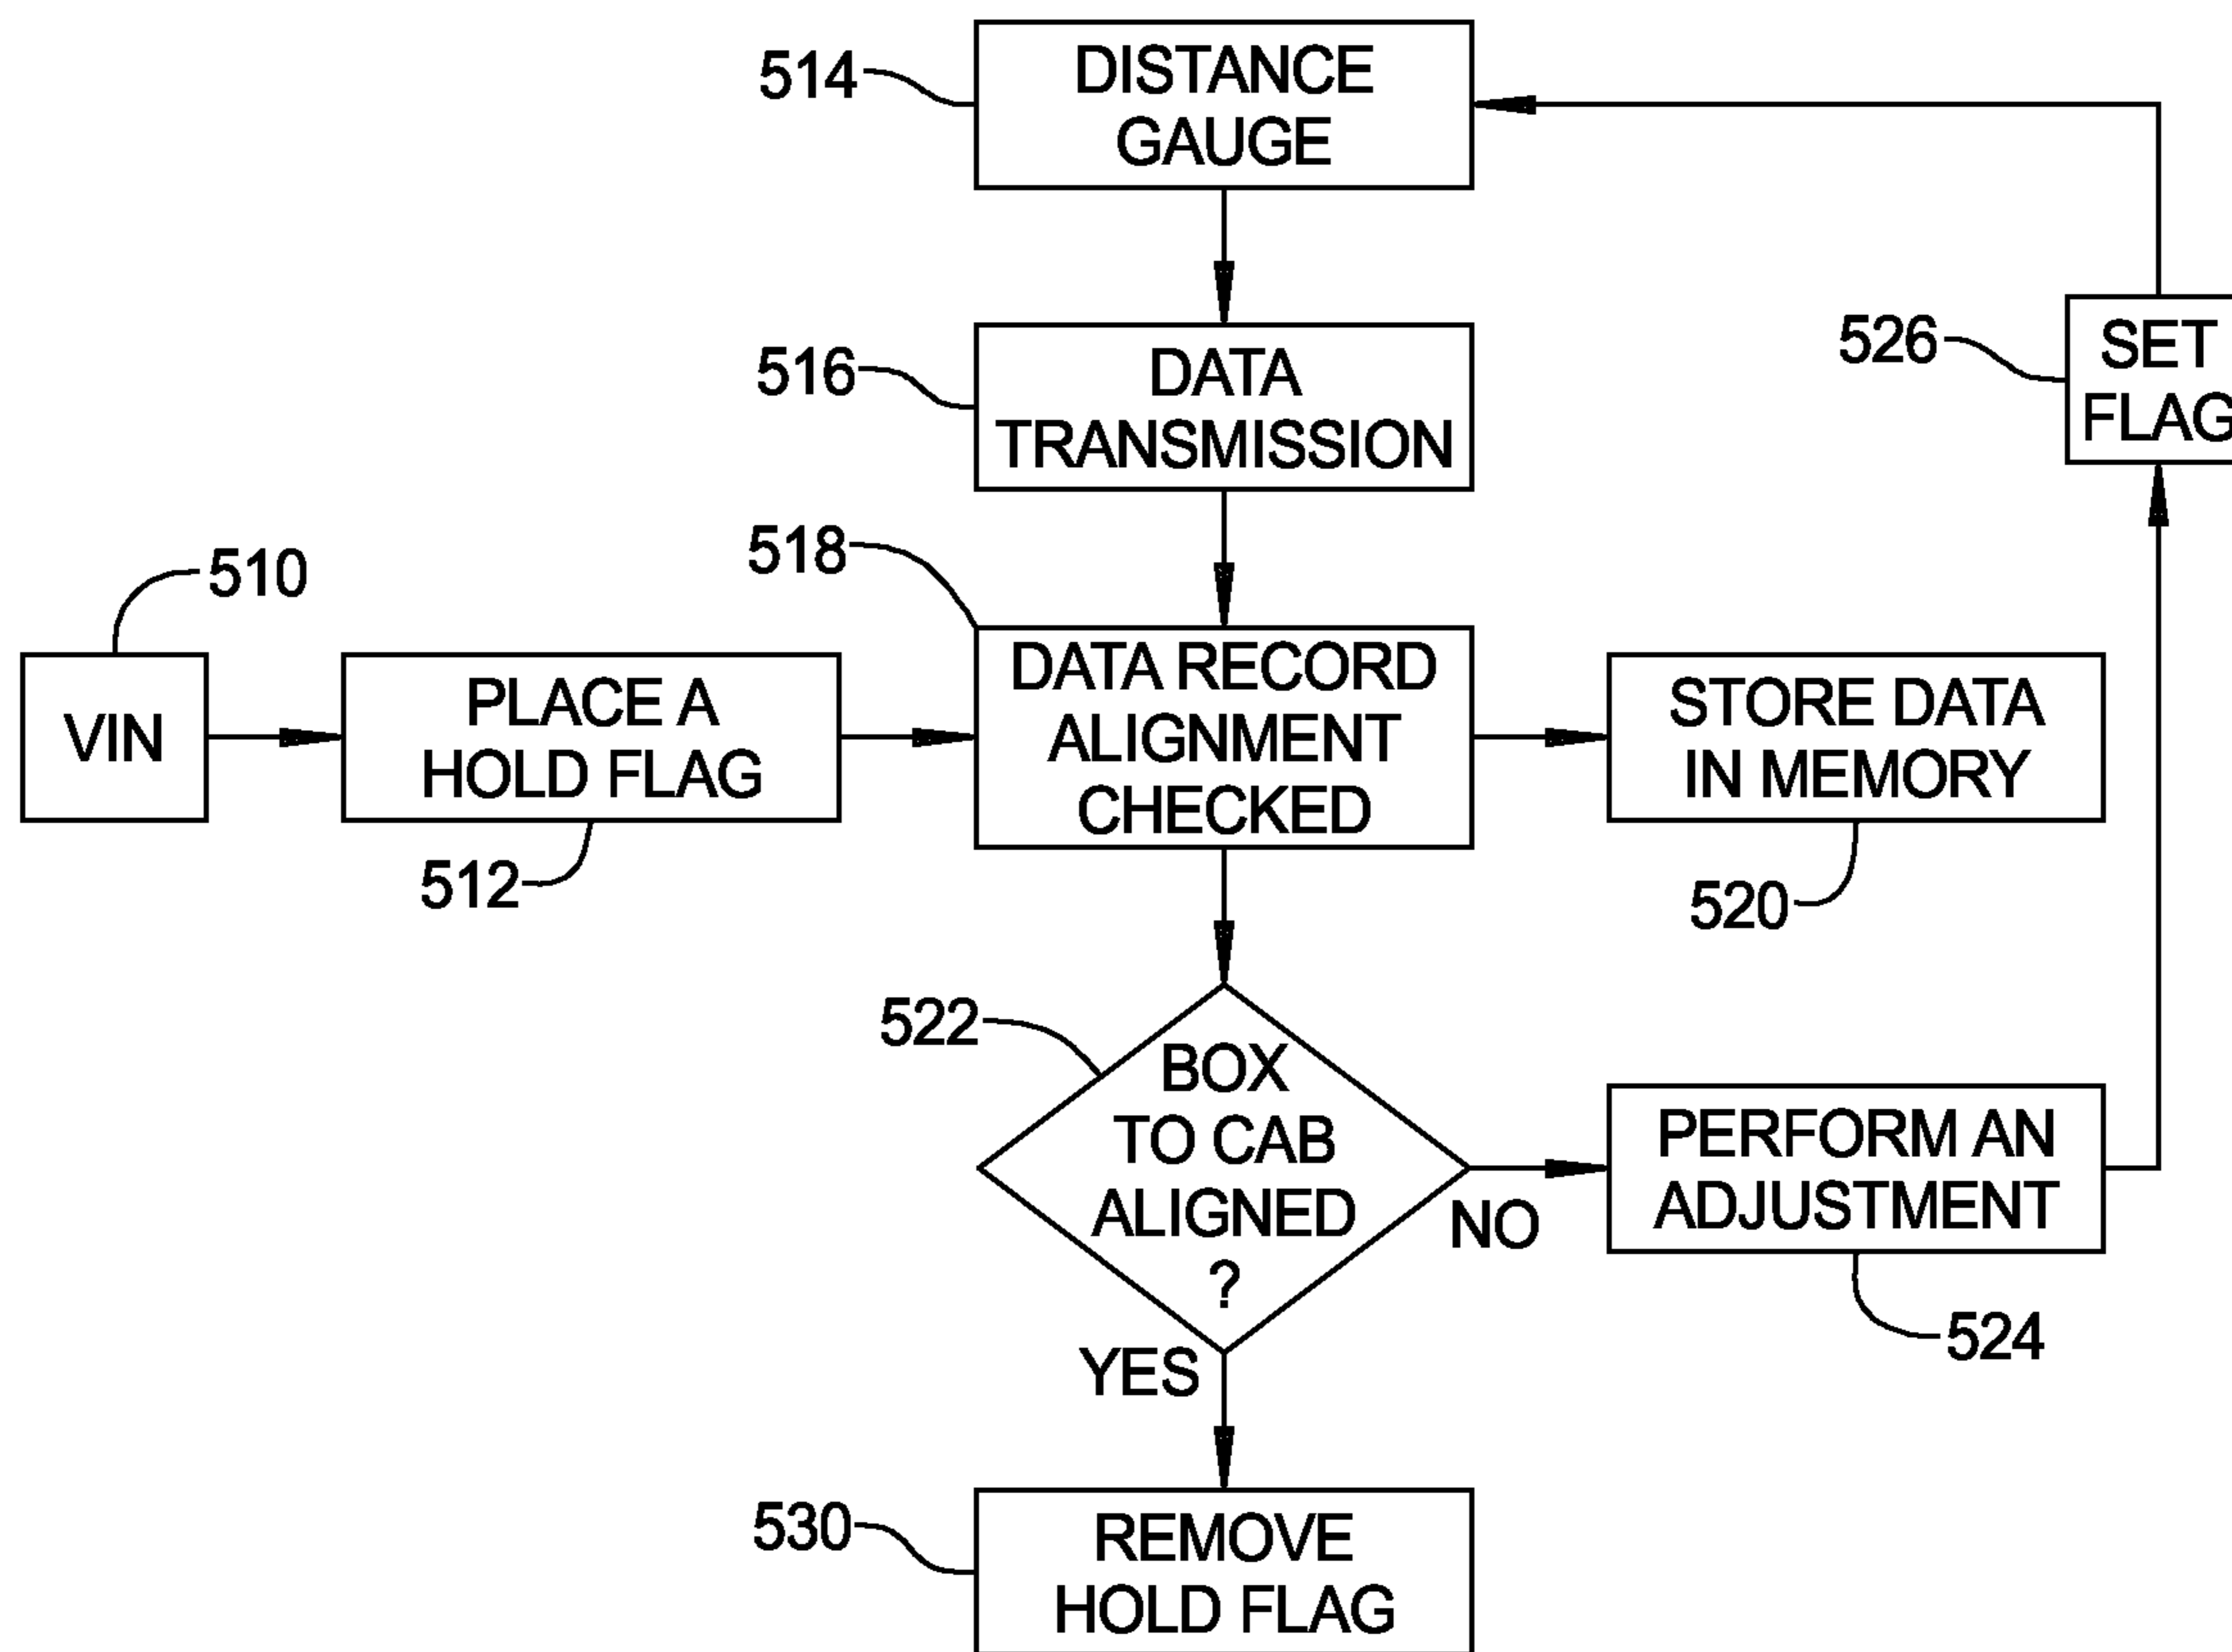 514
DISTANCE
GAUGE
516
DATA
TRANSMISSION
526
SET
FLAG
510
VIN
PLACE A
HOLD FLAG
512
518
DATA RECORD
ALIGNMENT
CHECKED
STORE DATA
IN MEMORY
520
522
BOX
TO CAB
ALIGNED
?
NO
YES
PERFORM AN
ADJUSTMENT
524
530
REMOVE
HOLD FLAG